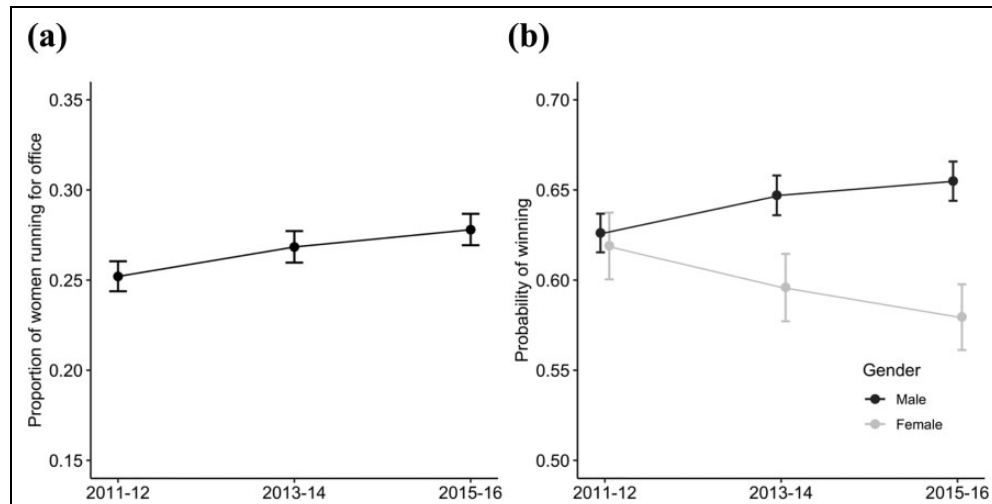 (a)
(b)
Proportion of women running for office
0.35
0.30
0.25
0.20
0.15
2011-12
2013-14
2015-16
Probability of winning
0.70
0.65
0.60
0.55
0.50
Gender
Male
Female
2011-12
2013-14
2015-16